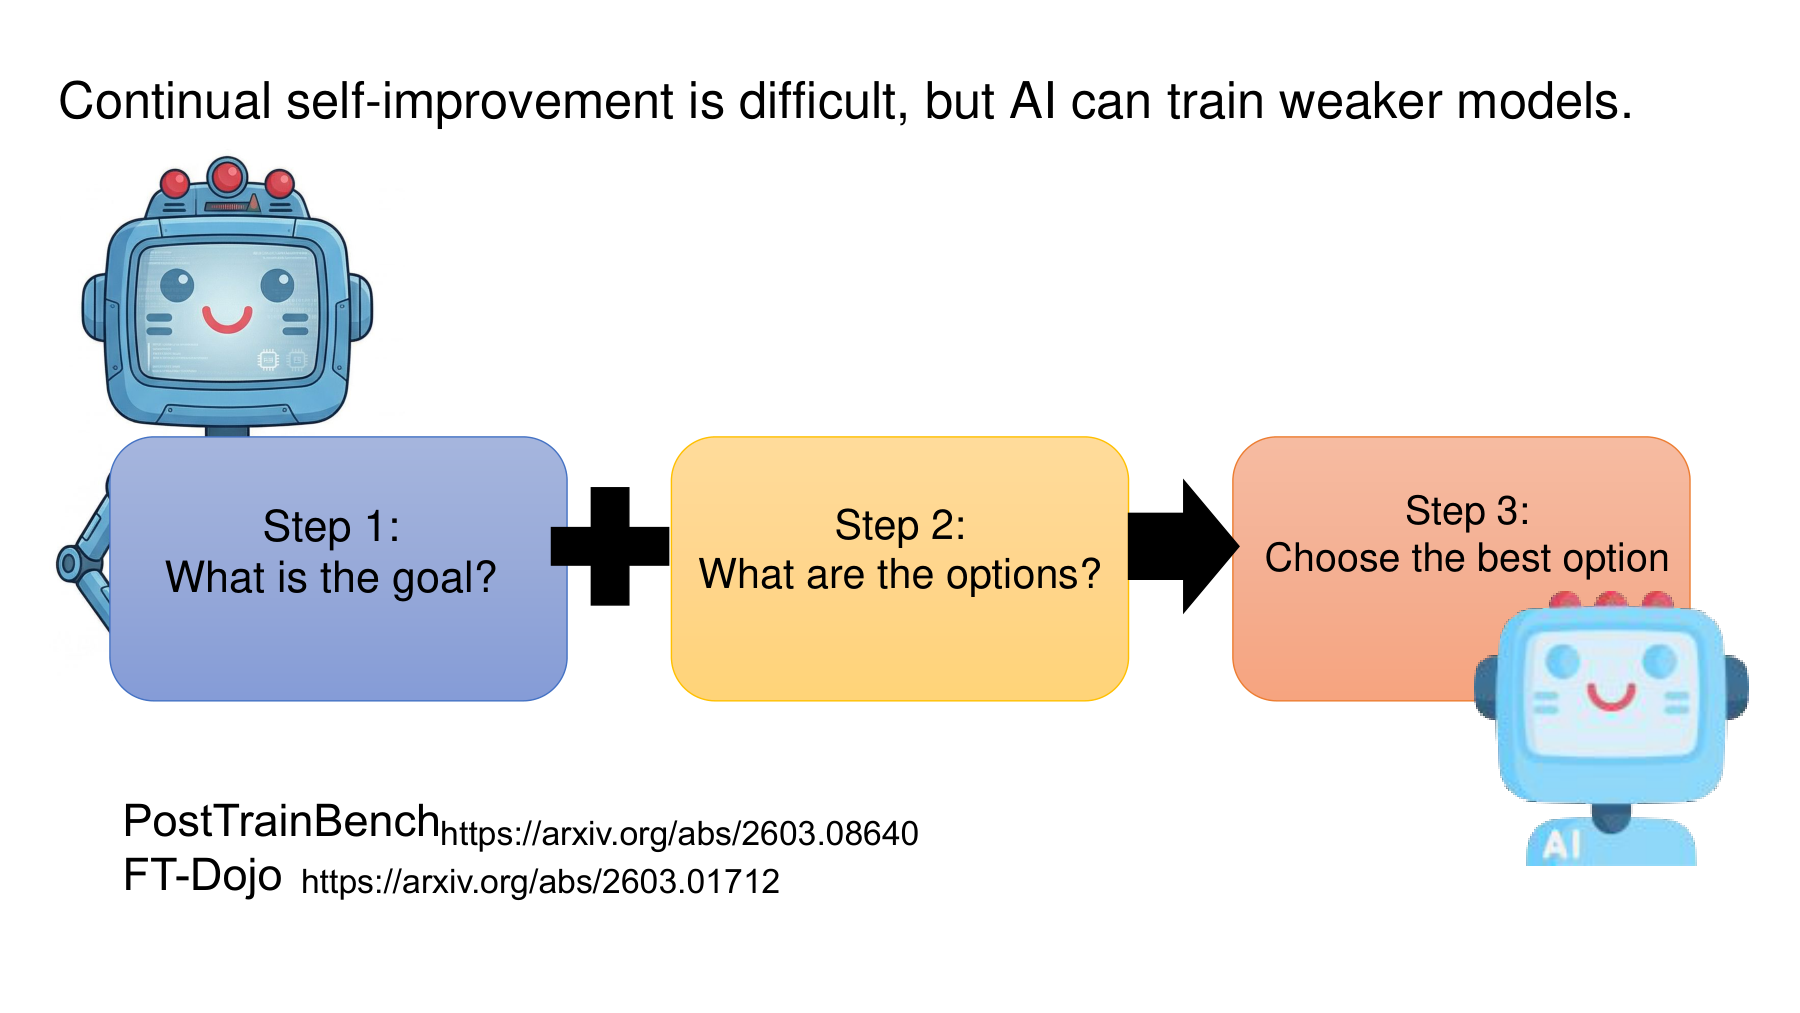 Continual self-improvement is difficult, but AI can train weaker models.
Step 1:
What is the goal?
Step 2:
What are the options?
Step 3:
Choose the best option
PostTrainBench https://arxiv.org/abs/2603.08640
FT-Dojo https://arxiv.org/abs/2603.01712
AI